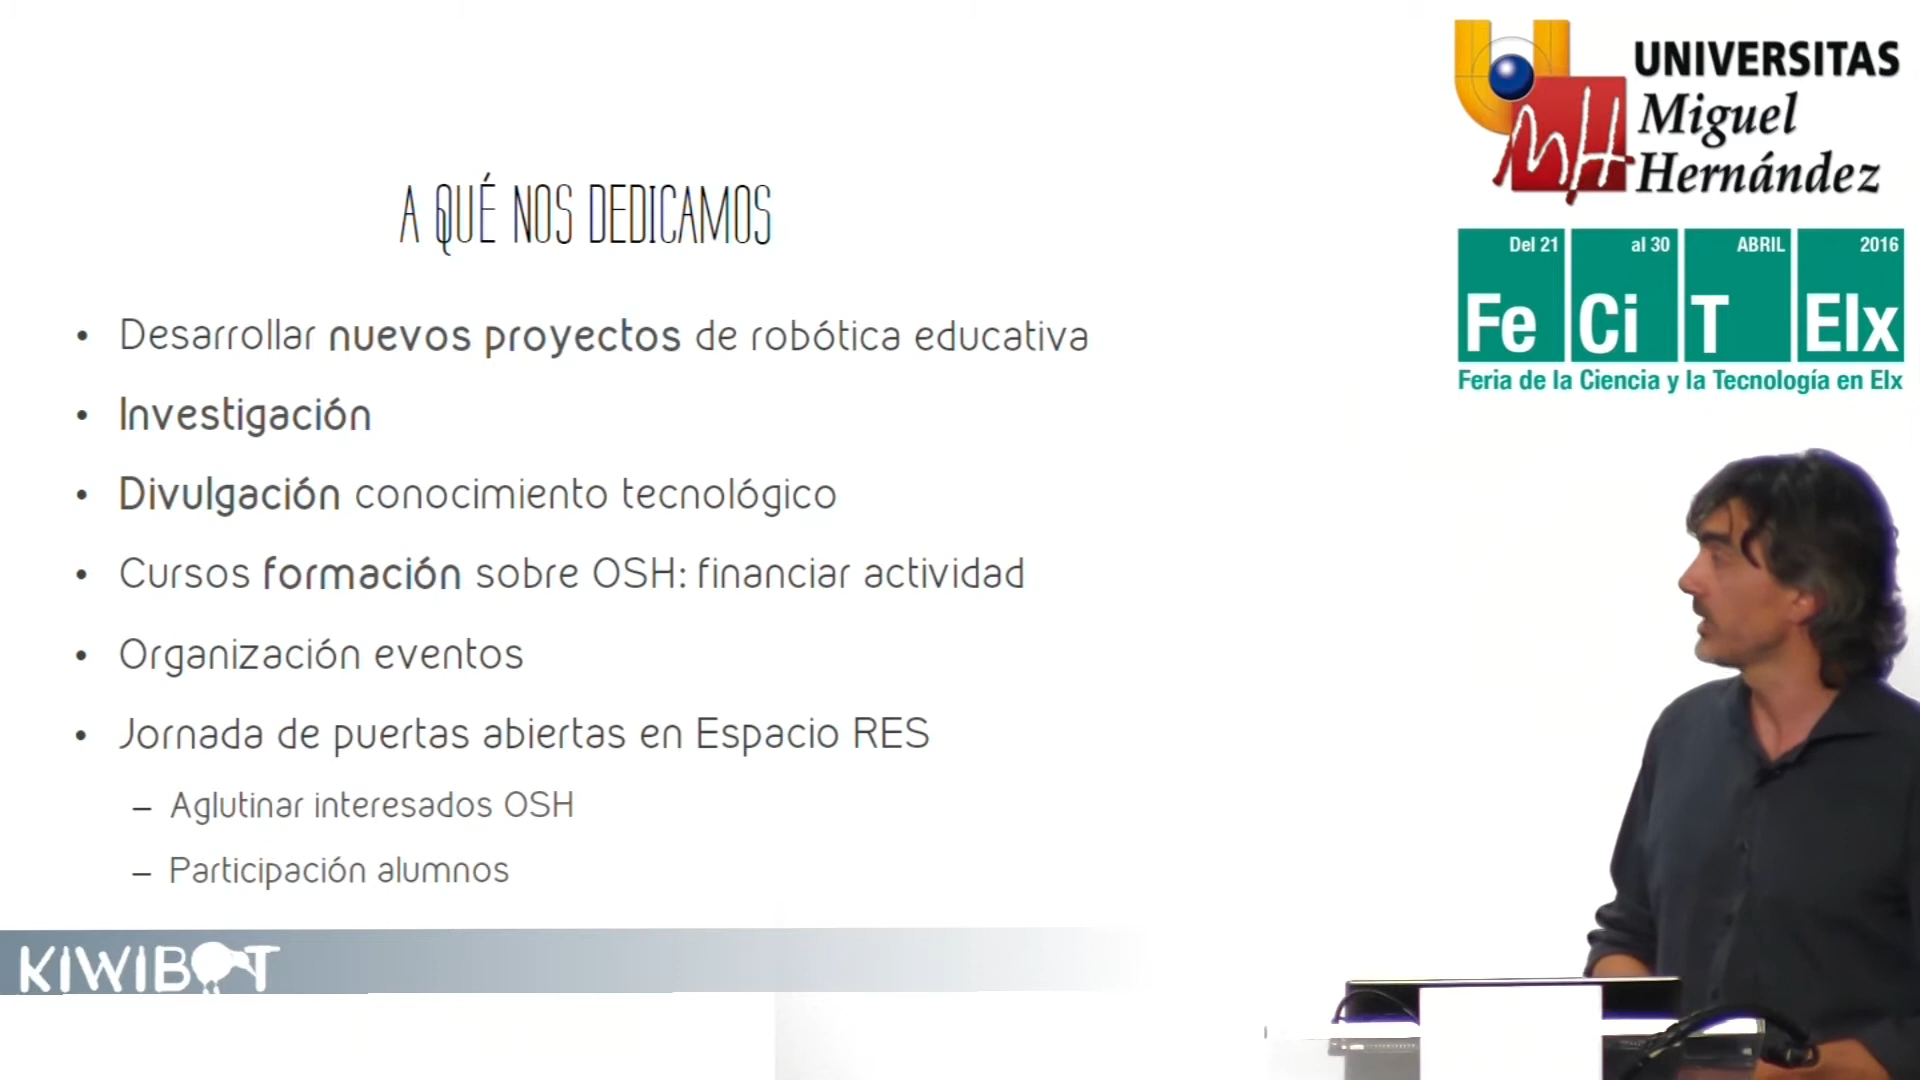 UNIVERSITAS
Miguel
Hernández
Del 21 al 30 ABRIL 2016
Fe Ci T Elx
Feria de la Ciencia y la Tecnología en Elx
A QUÉ NOS DEDICAMOS
• Desarrollar nuevos proyectos de robótica educativa
• Investigación
• Divulgación conocimiento tecnológico
• Cursos formación sobre OSH: financiar actividad
• Organización eventos
• Jornada de puertas abiertas en Espacio RES
– Aglutinar interesados OSH
– Participación alumnos
KIWIBOT